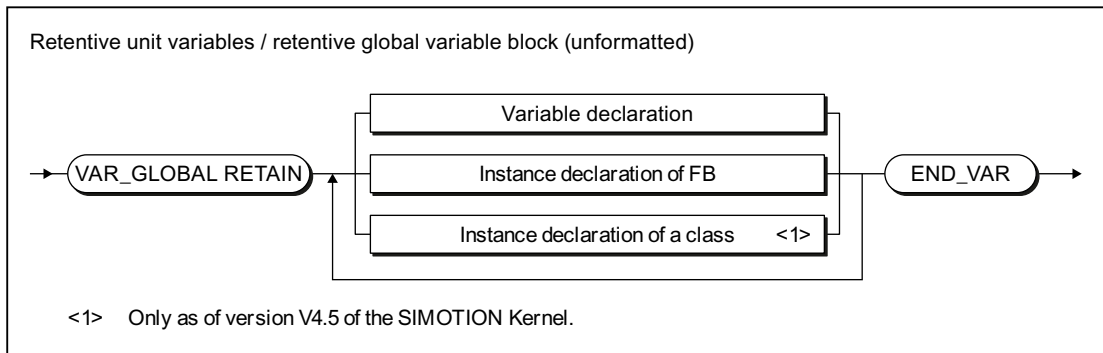 Retentive unit variables / retentive global variable block (unformatted)
Variable declaration
VAR_GLOBAL RETAIN
Instance declaration of FB
END_VAR
Instance declaration of a class <1>
<1> Only as of version V4.5 of the SIMOTION Kernel.